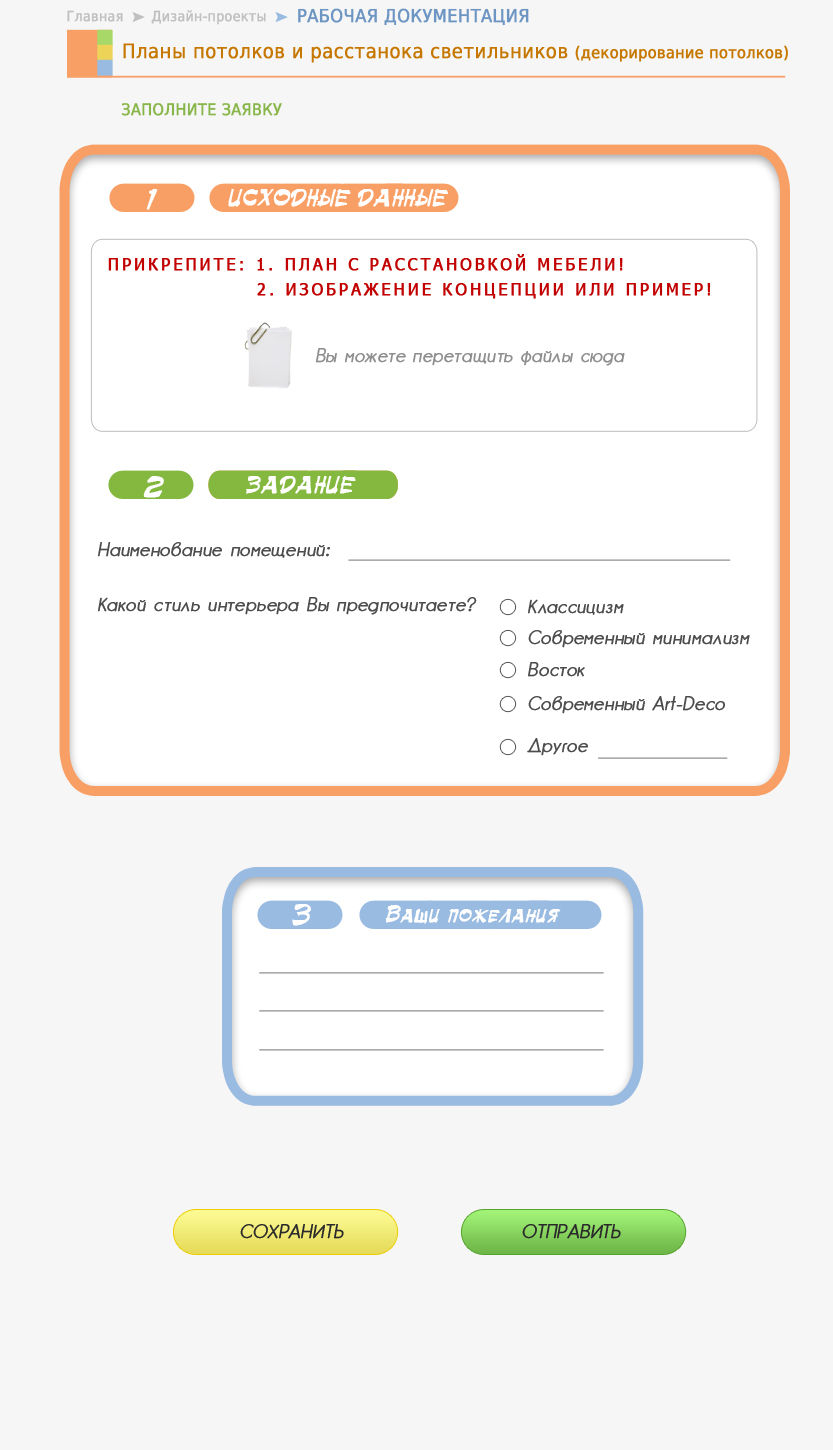 Главная ➤ Дизайн-проекты ➤ РАБОЧАЯ ДОКУМЕНТАЦИЯ
Планы потолков и расстанока светильников (декорирование потолков)
ЗАПОЛНИТЕ ЗАЯВКУ
1 ИСХОДНЫЕ ДАННЫЕ
ПРИКРЕПИТЕ: 1. ПЛАН С РАССТАНОВКОЙ МЕБЕЛИ!
2. ИЗОБРАЖЕНИЕ КОНЦЕПЦИИ ИЛИ ПРИМЕР!
Вы можете перетащить файлы сюда
2 ЗАДАНИЕ
Наименование помещений:
Какой стиль интерьера Вы предпочитаете?
Классицизм
Современный минимализм
Восток
Современный Art-Deco
Другое
3 Ваши пожелания
СОХРАНИТЬ ОТПРАВИТЬ